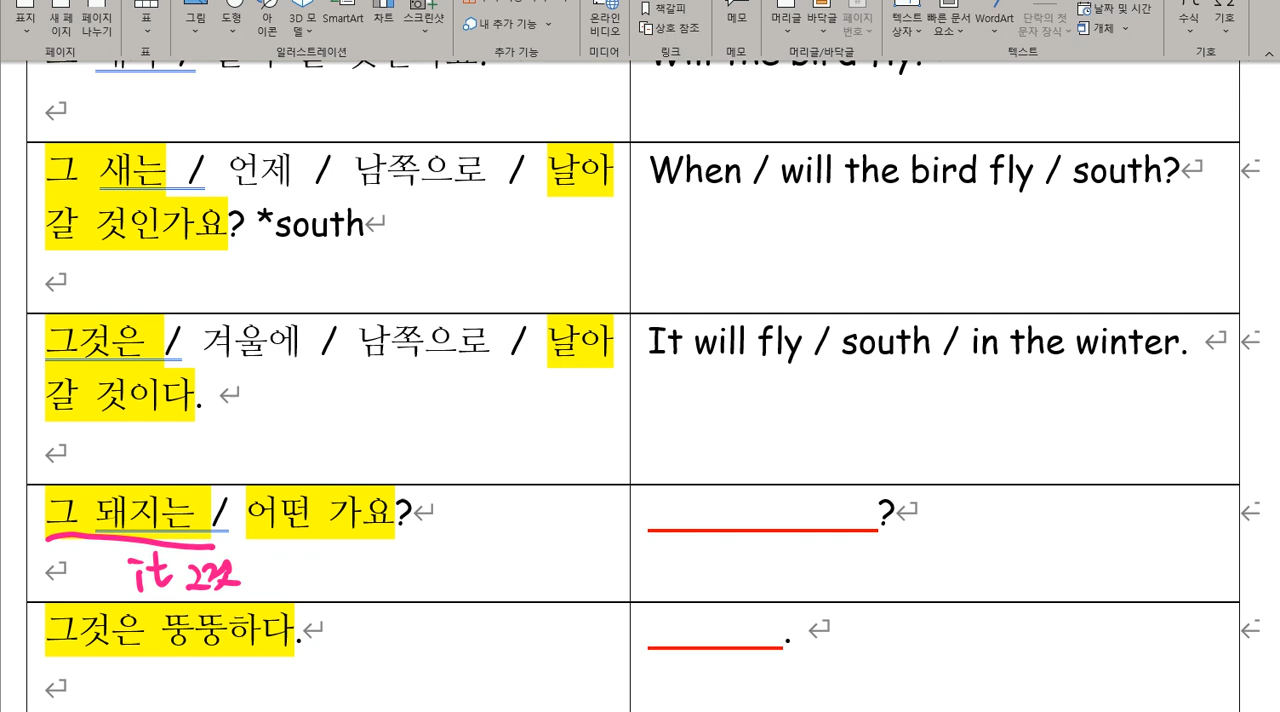 표지 새 페 페이지 표 그림 도형 아 3D 모 SmartArt 차트 스크린샷 내 추가 기능 온라인 책갈피 메모 머리글 바닥글 페이지 텍스트 빠른 문서 WordArt 단락의 첫 날짜 및 시간 수식 기호
이지 나누기 이콘 델 비디오 상호 참조 번호 상자 요소 문자 장식 개체
페이지 표 일러스트레이션 추가 기능 미디어 링크 메모 머리글/바닥글 텍스트 기호
Will the bird fly?
그 새는 / 언제 / 남쪽으로 / 날아
갈 것인가요? *south
When / will the bird fly / south?
그것은 / 겨울에 / 남쪽으로 / 날아
갈 것이다.
It will fly / south / in the winter.
그 돼지는 / 어떤 가요?
?
it 그것
그것은 뚱뚱하다.
.